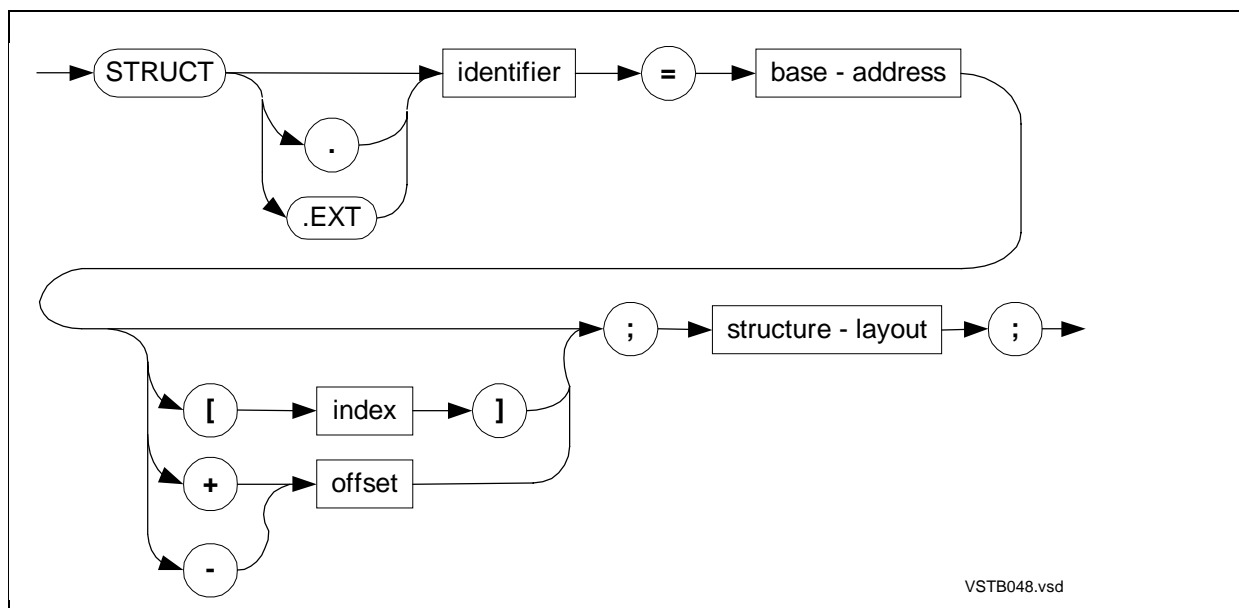 STRUCT identifier = base - address
.
.EXT
; structure - layout ;
[ index ]
+ offset
-
VSTB048.vsd